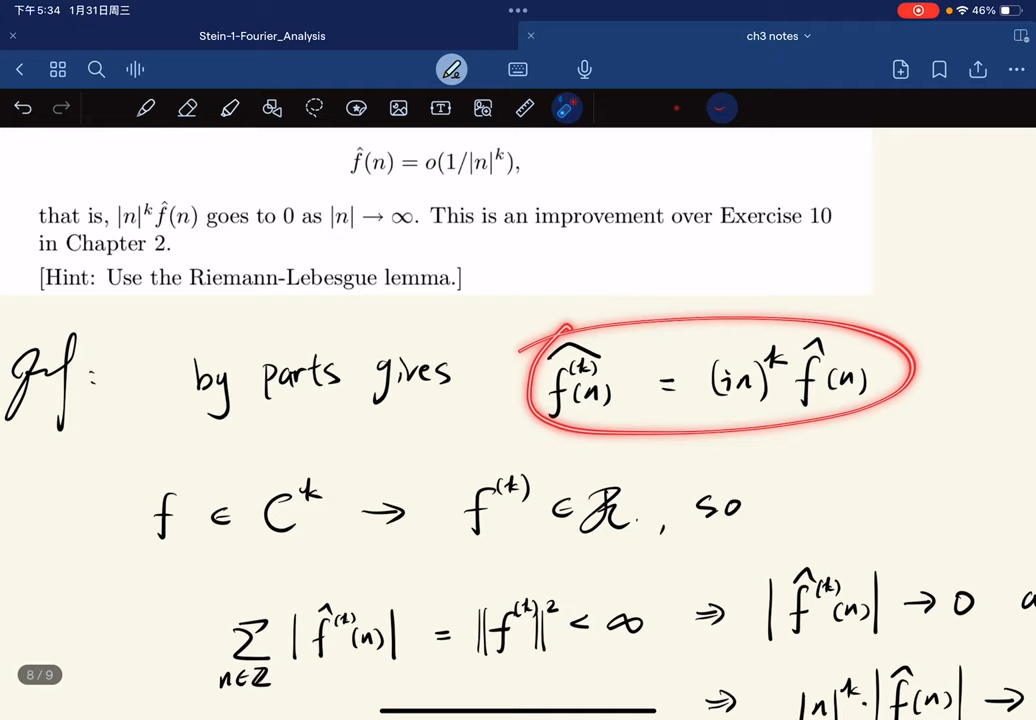 下午5:34 1月31日周三
46%
Stein-1-Fourier_Analysis
ch3 notes
f̂(n) = o(1/|n|^k),
that is, |n|^k f̂(n) goes to 0 as |n| → ∞. This is an improvement over Exercise 10
in Chapter 2.
[Hint: Use the Riemann-Lebesgue lemma.]
Prf: by parts gives \widehat{f^{(k)}}(n) = (in)^k f̂(n)
f ∈ C^k → f^{(k)} ∈ ℛ, so
∑_{n∈ℤ} |f̂^{(k)}(n)| = ‖f^{(k)}‖² < ∞ ⇒ |f̂^{(k)}(n)| → 0 a
⇒ |n|^k · |f̂(n)| →
8/9